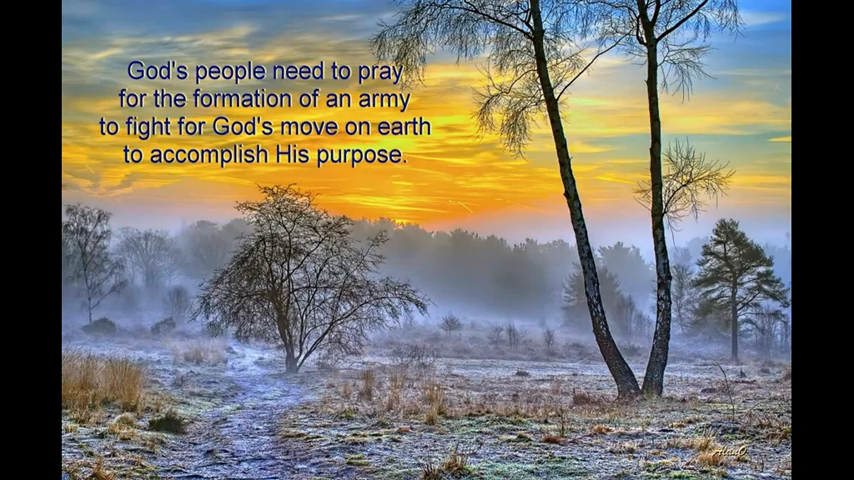 God's people need to pray
for the formation of an army
to fight for God's move on earth
to accomplish His purpose.